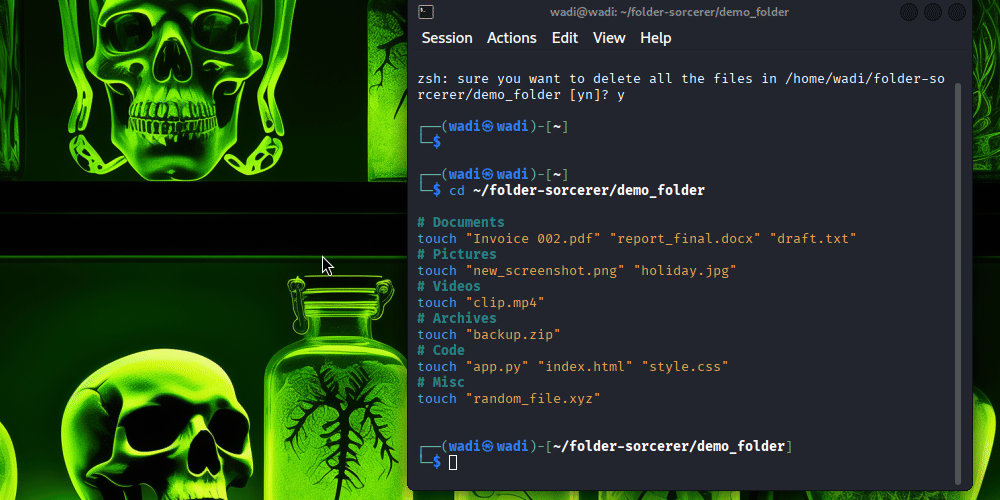 wadi@wadi: ~/folder-sorcerer/demo_folder
Session Actions Edit View Help
zsh: sure you want to delete all the files in /home/wadi/folder-so
rcerer/demo_folder [yn]? y
┌──(wadi㉿wadi)-[~]
└─$
┌──(wadi㉿wadi)-[~]
└─$ cd ~/folder-sorcerer/demo_folder
# Documents
touch "Invoice 002.pdf" "report_final.docx" "draft.txt"
# Pictures
touch "new_screenshot.png" "holiday.jpg"
# Videos
touch "clip.mp4"
# Archives
touch "backup.zip"
# Code
touch "app.py" "index.html" "style.css"
# Misc
touch "random_file.xyz"
┌──(wadi㉿wadi)-[~/folder-sorcerer/demo_folder]
└─$